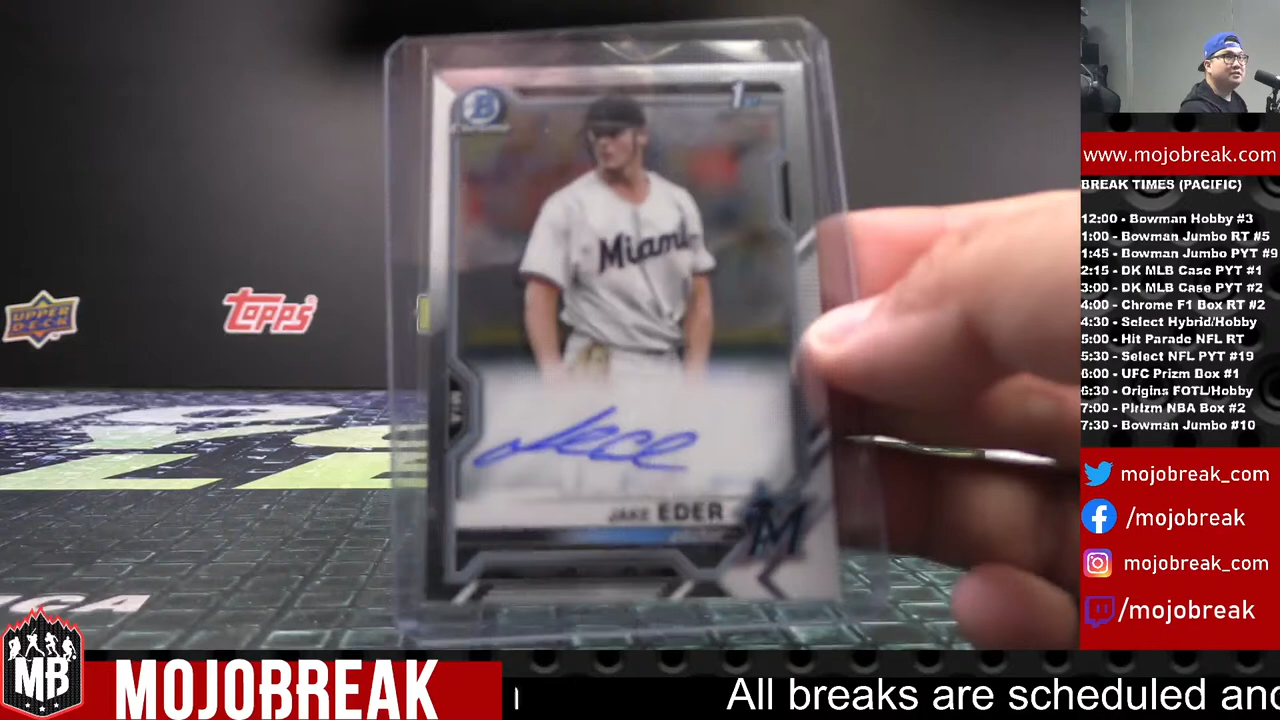 B
1st
Miami
JAKE EDER
M
UPPER DECK
TOPPS
www.mojobreak.com
BREAK TIMES (PACIFIC)
12:00 - Bowman Hobby #3
1:00 - Bowman Jumbo RT #5
1:45 - Bowman Jumbo PYT #9
2:15 - DK MLB Case PYT #1
3:00 - DK MLB Case PYT #2
4:00 - Chrome F1 Box RT #2
4:30 - Select Hybrid/Hobby
5:00 - Hit Parade NFL RT
5:30 - Select NFL PYT #19
6:00 - UFC Prizm Box #1
6:30 - Origins FOTL/Hobby
7:00 - Pirizm NBA Box #2
7:30 - Bowman Jumbo #10
mojobreak_com
/mojobreak
mojobreak_com
/mojobreak
MB
MOJOBREAK
All breaks are scheduled and